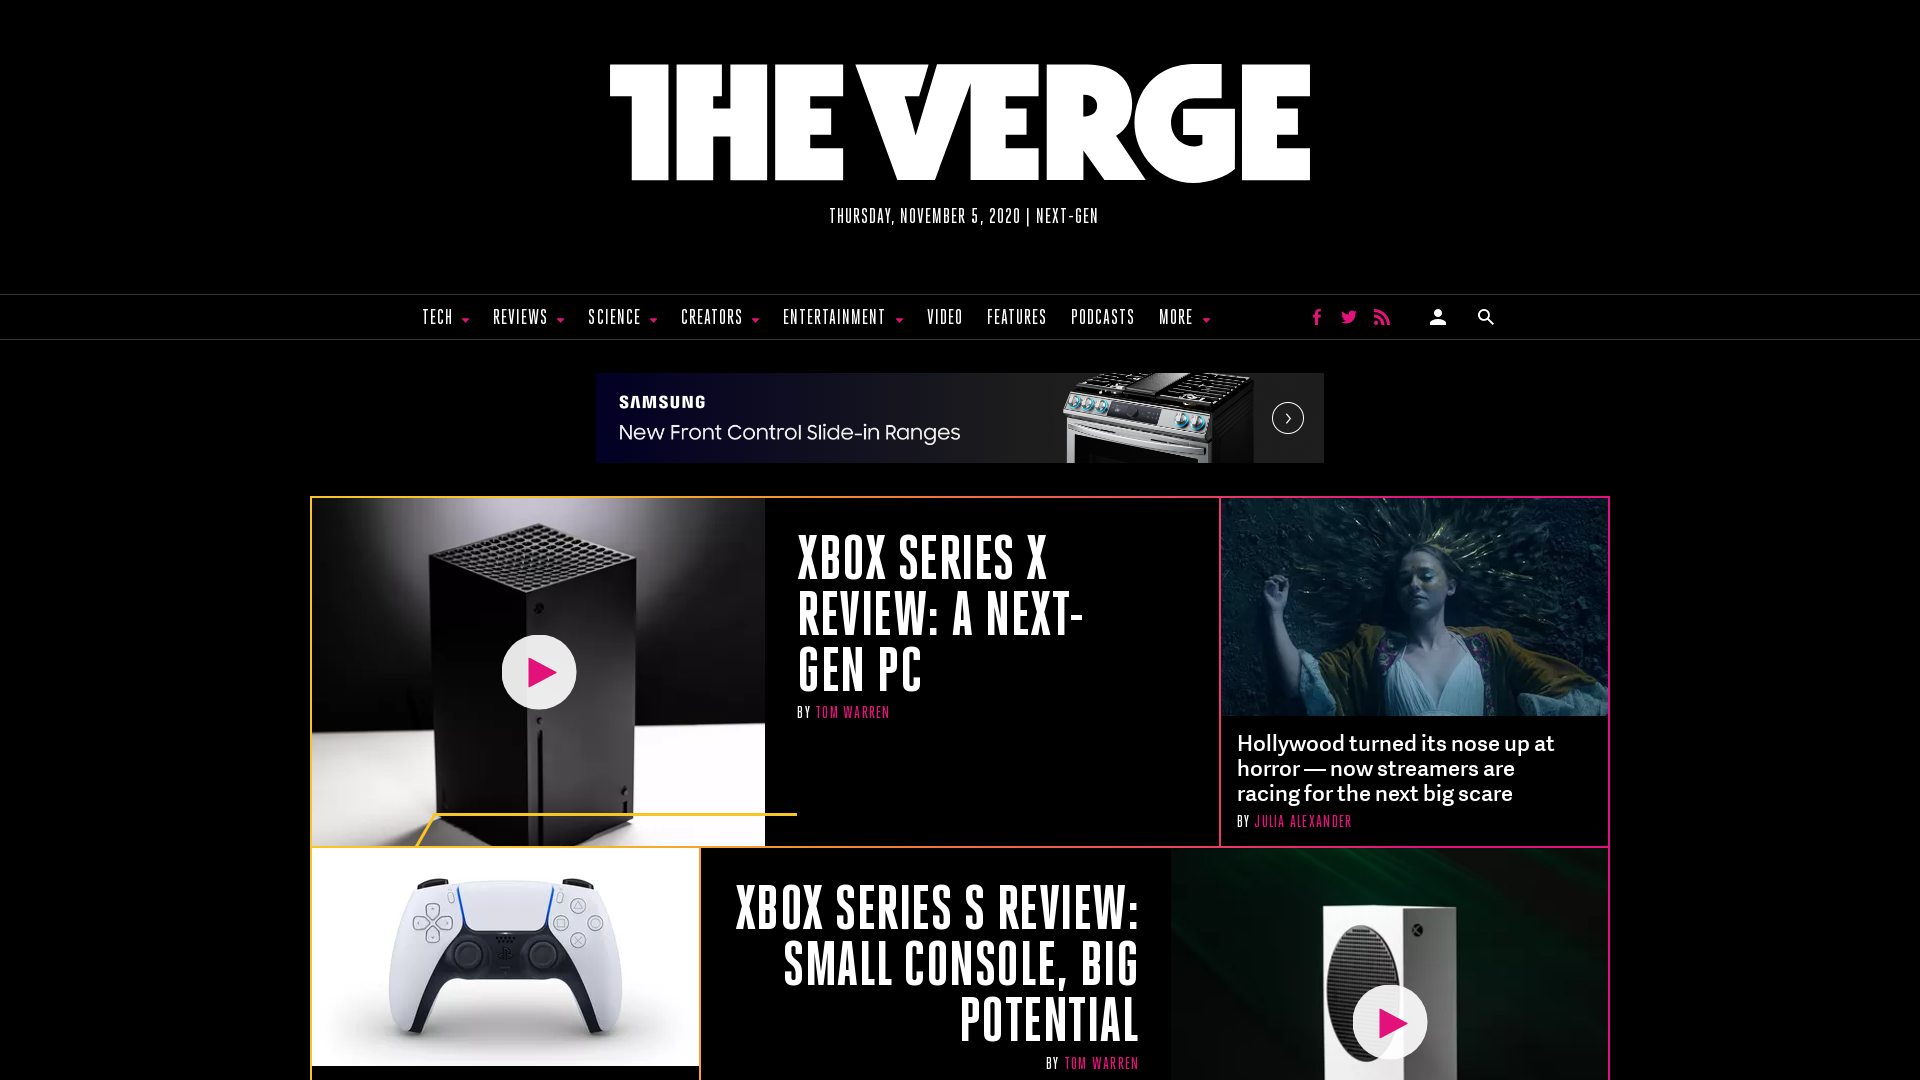 THE VERGE
THURSDAY, NOVEMBER 5, 2020 | NEXT-GEN
TECH REVIEWS SCIENCE CREATORS ENTERTAINMENT VIDEO FEATURES PODCASTS MORE
SAMSUNG
New Front Control Slide-in Ranges
XBOX SERIES X
REVIEW: A NEXT-
GEN PC
BY TOM WARREN
Hollywood turned its nose up at
horror — now streamers are
racing for the next big scare
BY JULIA ALEXANDER
XBOX SERIES S REVIEW:
SMALL CONSOLE, BIG
POTENTIAL
BY TOM WARREN